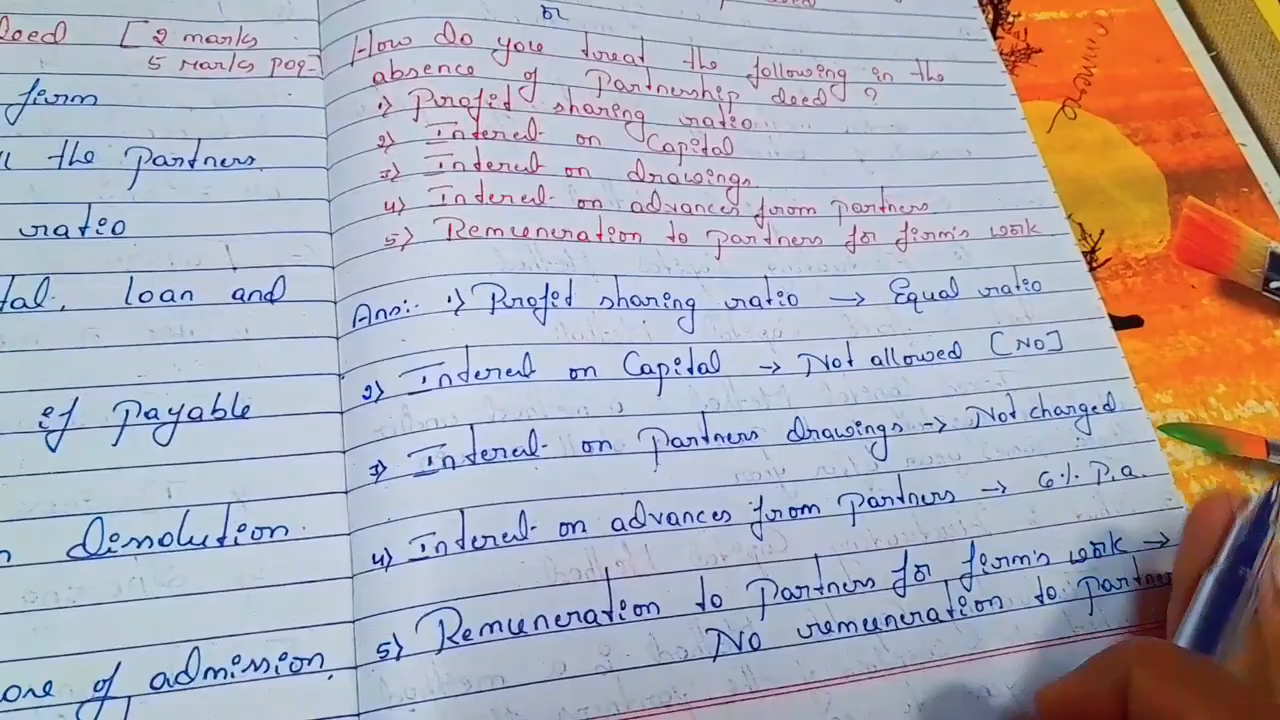 deed [2 marks
5 Marks pog-]
firm
the Partners
ratio
tal, loan and
if Payable
Dissolution.
of admission.
or
How do you treat the following in the
absence of Partnership deed?
1) Profit sharing ratio.
2) Interest on Capital
3) Interest on drawings
4) Interest on advances from partners
5) Remuneration to partners for firm's work
Ans:- 1) Profit sharing ratio → Equal ratio
2) Interest on Capital → Not allowed [NO]
3) Interest on Partners drawings → Not charged
4) Interest on advances from Partners → 6% P.a.
5) Remuneration to Partners for firm's work →
No remuneration to partner